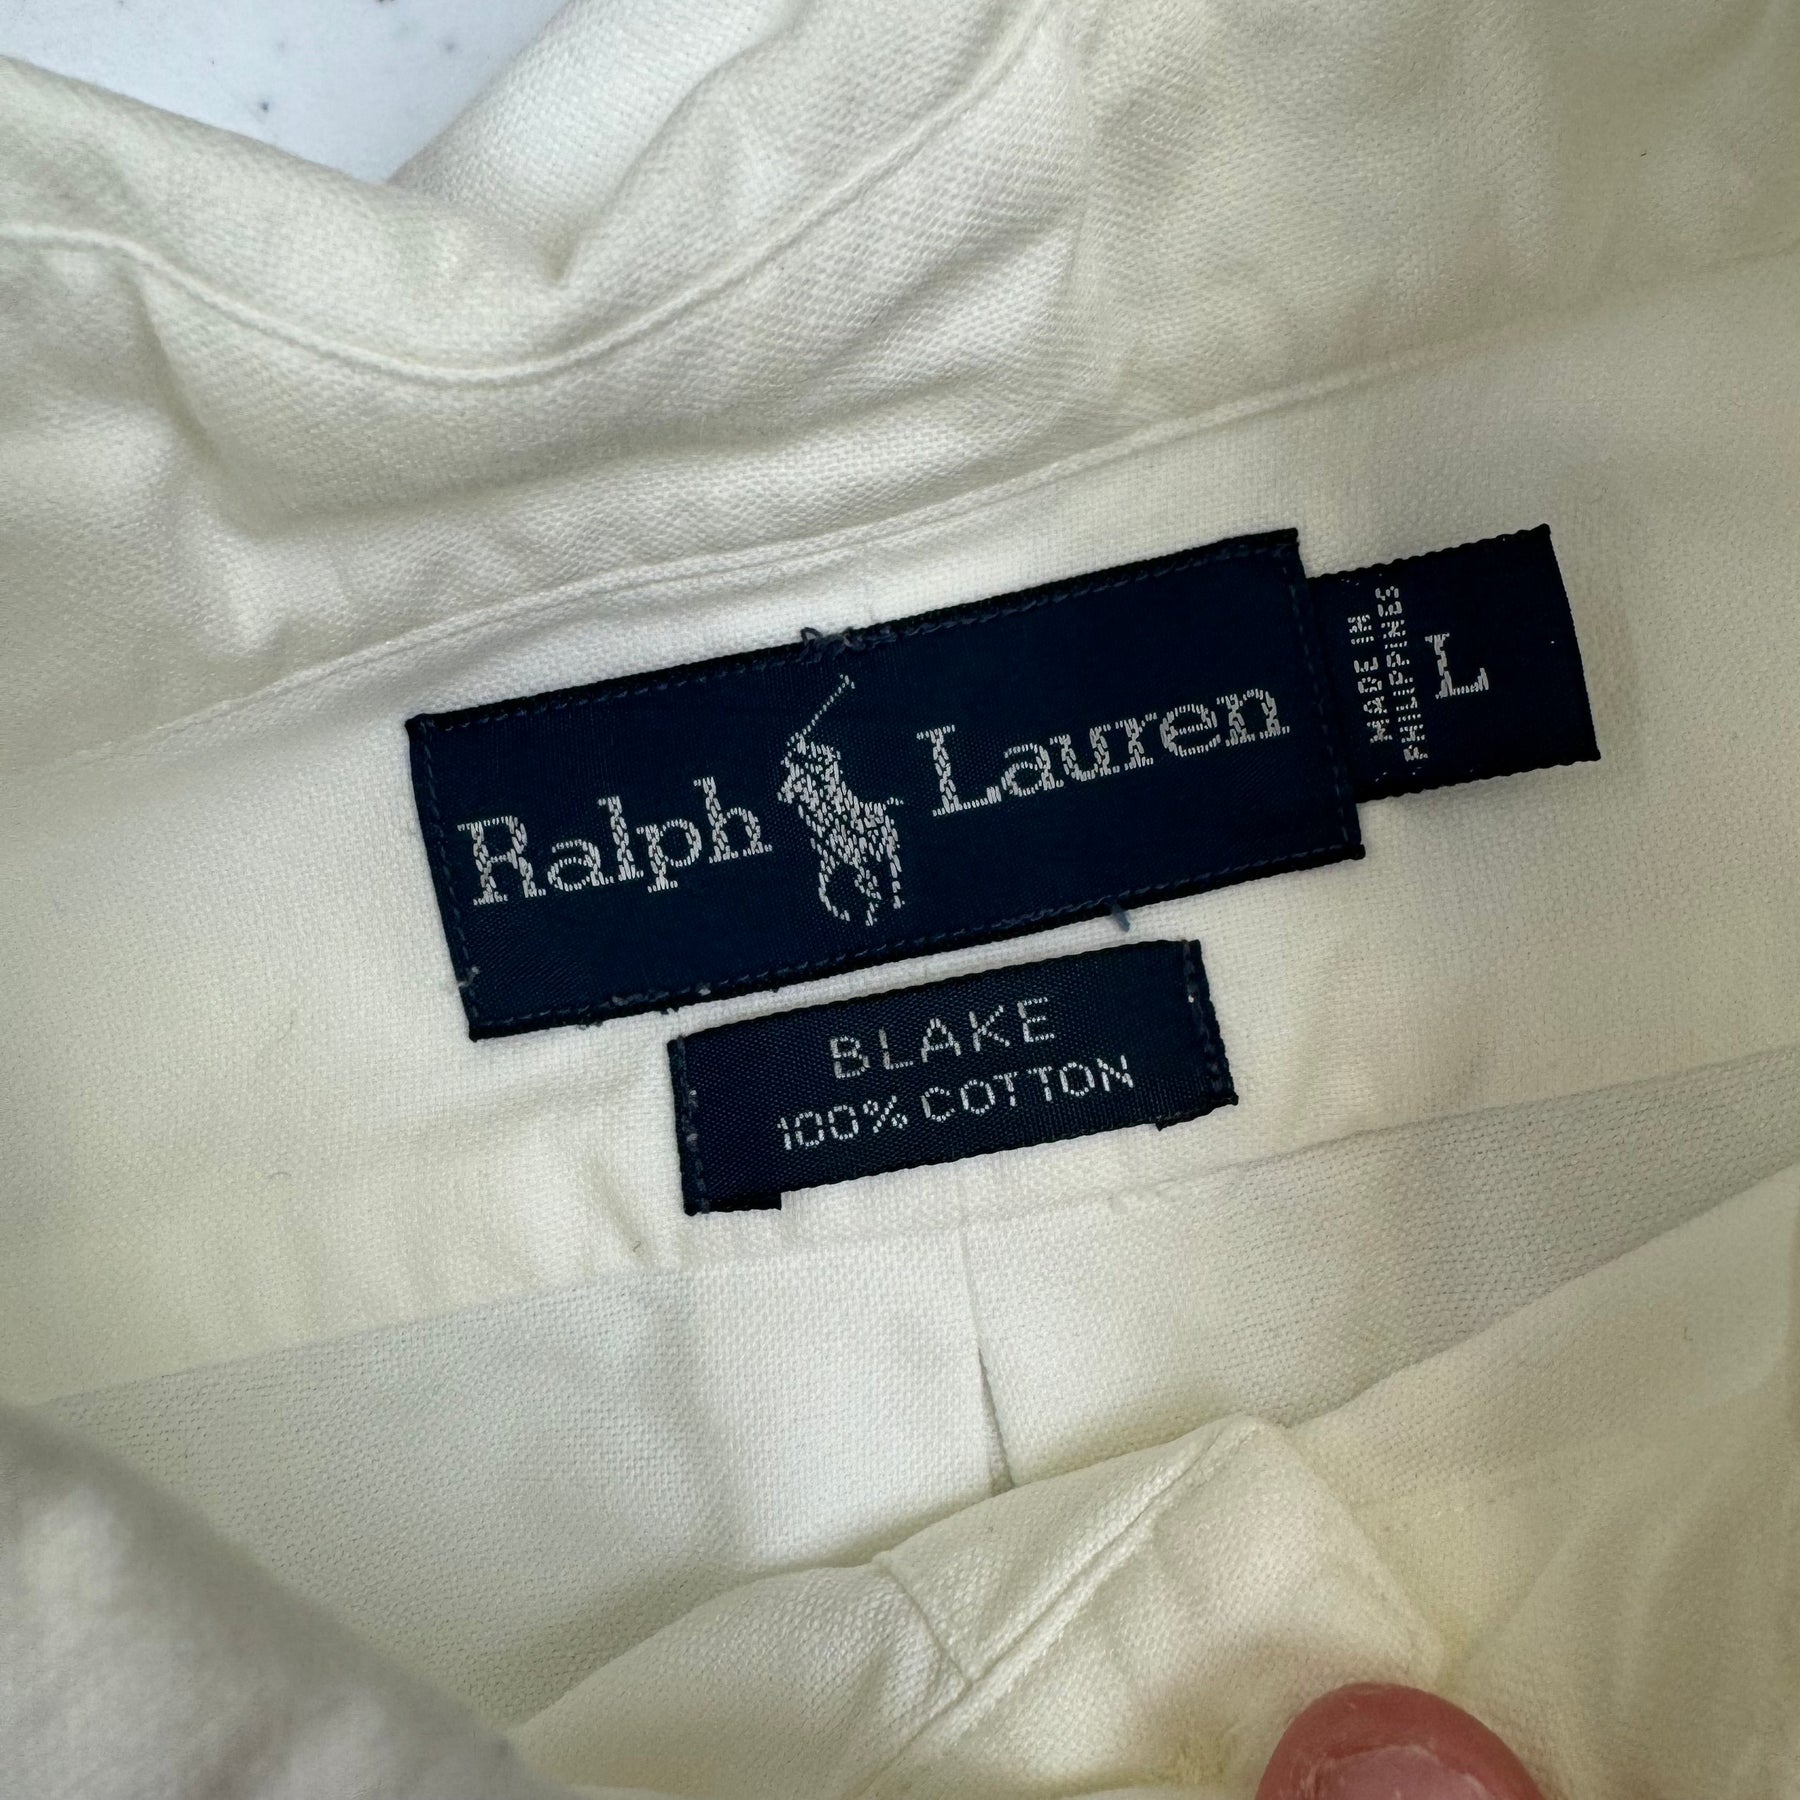 Ralph Lauren
MADE IN
PHILIPPINES
L
BLAKE
100% COTTON